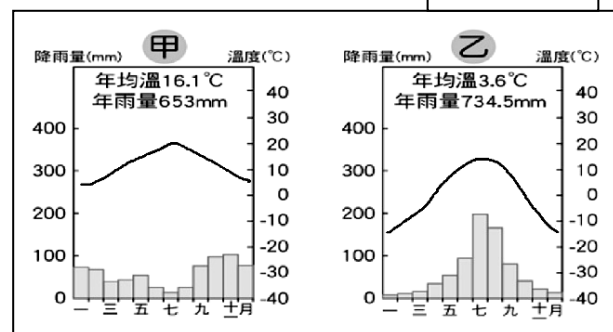 甲
降雨量(mm) 溫度(℃)
年均溫16.1℃
年雨量653mm
40
400 30
20
300 10
0
200 -10
-20
100 -30
0 -40
一 三 五 七 九 十一 月
乙
降雨量(mm) 溫度(℃)
年均溫3.6℃
年雨量734.5mm
40
400 30
20
300 10
0
200 -10
-20
100 -30
0 -40
一 三 五 七 九 十一 月